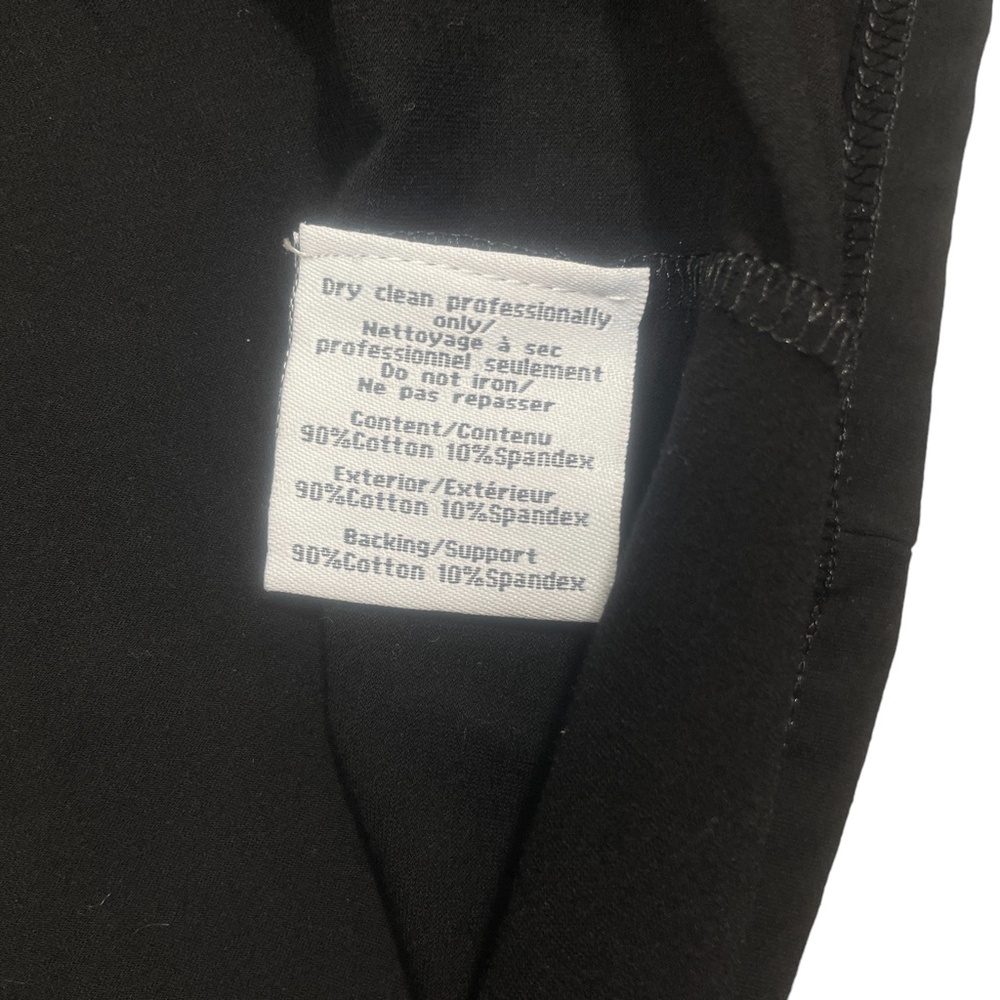 Dry clean professionally
only/
Nettoyage à sec
professionnel seulement
Do not iron/
Ne pas repasser
Content/Contenu
90%Cotton 10%Spandex
Exterior/Extérieur
90%Cotton 10%Spandex
Backing/Support
90%Cotton 10%Spandex